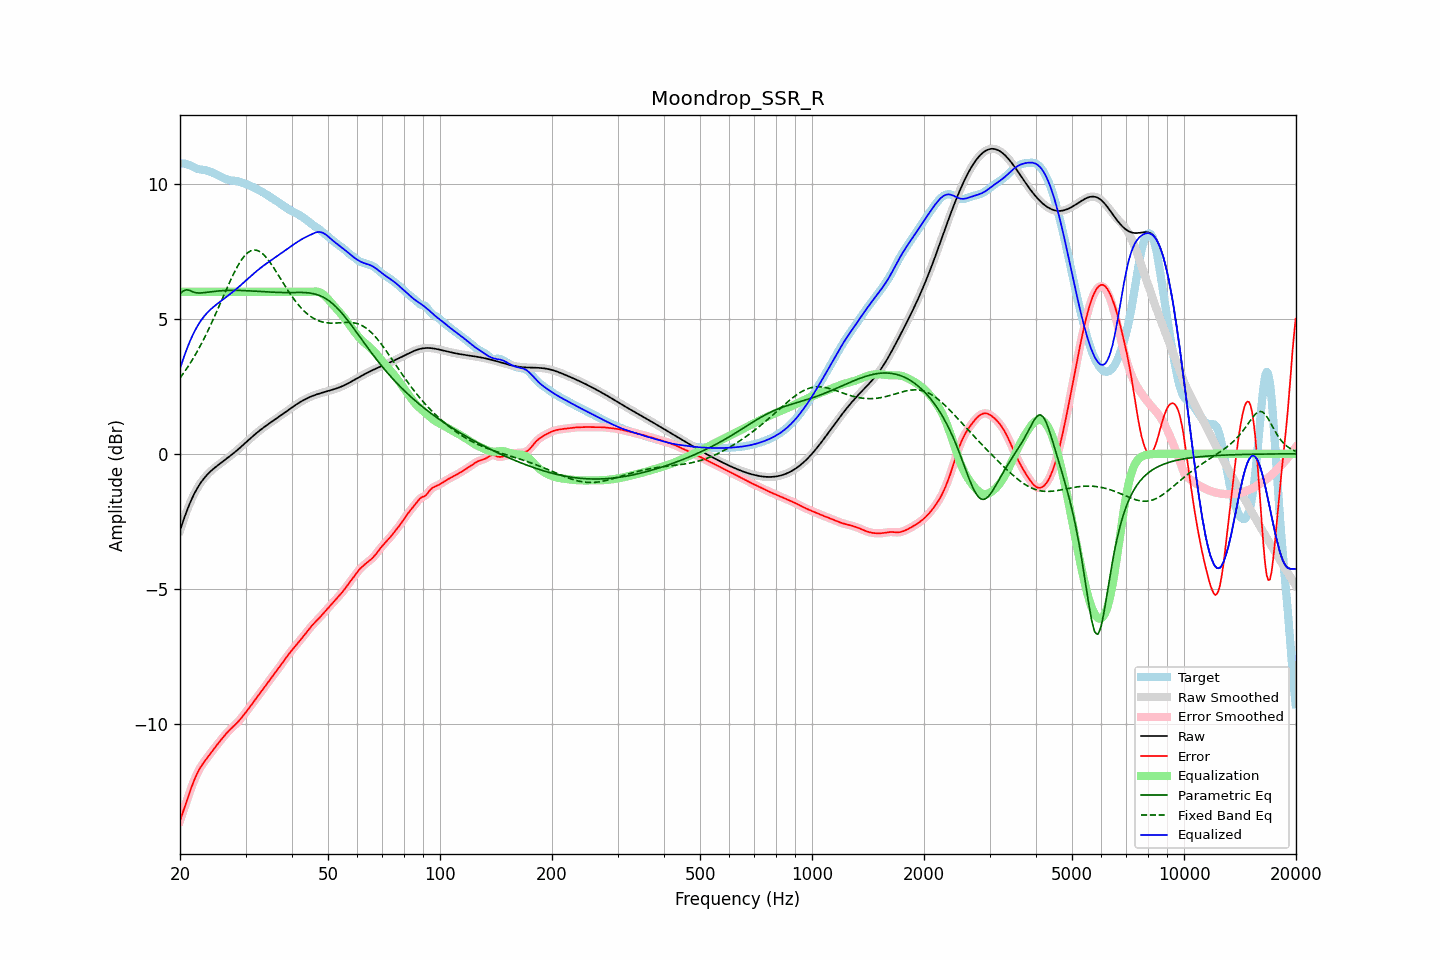 Moondrop_SSR_R
Amplitude (dBr)
10
5
0
−5
−10
20
50
100
200
500
1000
2000
5000
10000
20000
Frequency (Hz)
Target
Raw Smoothed
Error Smoothed
Raw
Error
Equalization
Parametric Eq
Fixed Band Eq
Equalized